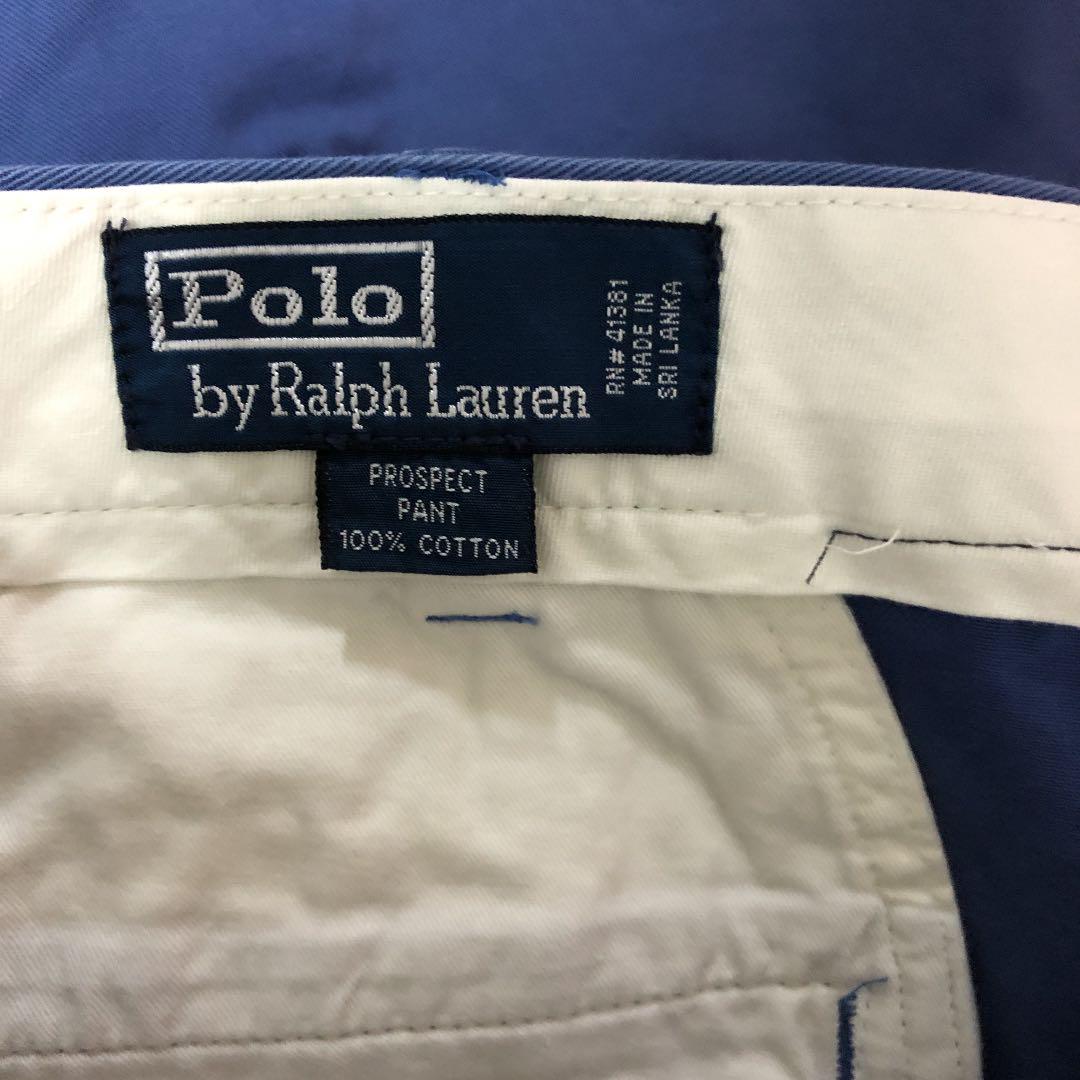 Polo
by Ralph Lauren
RN# 41381
MADE IN
SRI LANKA
PROSPECT
PANT
100% COTTON